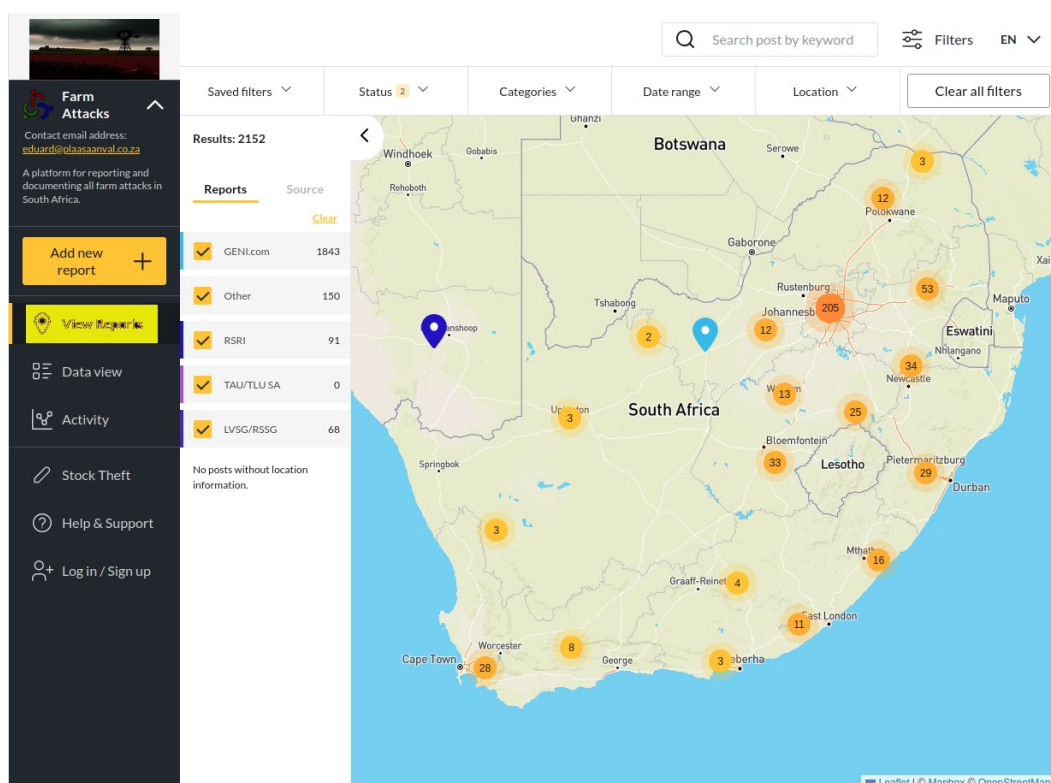 Search post by keyword
Filters
EN
Farm
Attacks
Contact email address:
eduard@plaasaanval.co.za
A platform for reporting and
documenting all farm attacks in
South Africa.
Add new
report
View Reports
Data view
Activity
Stock Theft
Help & Support
Log in / Sign up
Saved filters
Status 2
Categories
Date range
Location
Clear all filters
Results: 2152
Reports
Source
Clear
GENI.com 1843
Other 150
RSRI 91
TAU/TLU SA 0
LVSG/RSSG 68
No posts without location
information.
Ghanzi
Botswana
Serowe
Windhoek
Gobabis
3
Rehoboth
12
Polokwane
Gaborone
Xai
Rustenburg
53
Maputo
Tshabong
205
Johannesb
12
Eswatini
2
Nhlangano
34
Newcastle
13
South Africa
25
3
Bloemfontein
33
Lesotho
Pietermaritzburg
29
Springbok
Durban
3
16
Graaff-Reinet
4
11
East London
Worcester
8
Cape Town
28
George
3
Leaflet | © Mapbox © OpenStreetMap